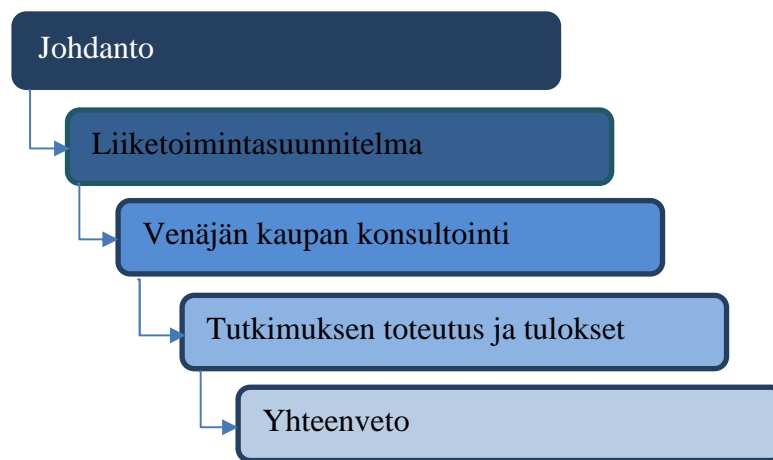 Johdanto
Liiketoimintasuunnitelma
Venäjän kaupan konsultointi
Tutkimuksen toteutus ja tulokset
Yhteenveto